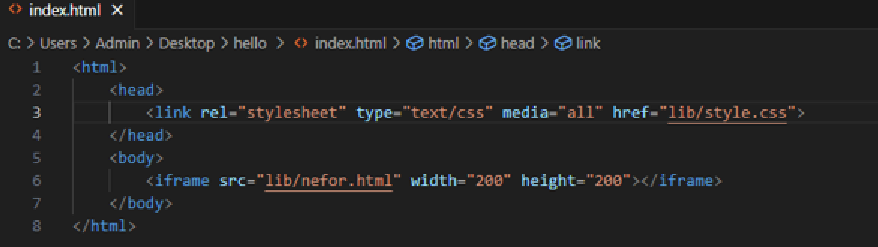 <> index.html ×
C: > Users > Admin > Desktop > hello > <> index.html > html > head > link
1 <html>
2 <head>
3 <link rel="stylesheet" type="text/css" media="all" href="lib/style.css">
4 </head>
5 <body>
6 <iframe src="lib/nefor.html" width="200" height="200"></iframe>
7 </body>
8 </html>